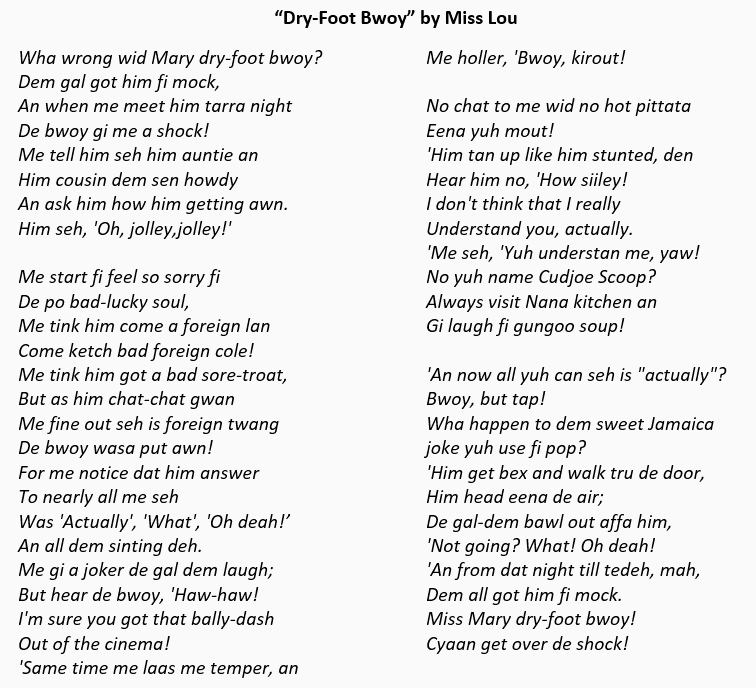 “Dry-Foot Bwoy” by Miss Lou
Wha wrong wid Mary dry-foot bwoy?
Dem gal got him fi mock,
An when me meet him tarra night
De bwoy gi me a shock!
Me tell him seh him auntie an
Him cousin dem sen howdy
An ask him how him getting awn.
Him seh, 'Oh, jolley,jolley!'
Me start fi feel so sorry fi
De po bad-lucky soul,
Me tink him come a foreign lan
Come ketch bad foreign cole!
Me tink him got a bad sore-troat,
But as him chat-chat gwan
Me fine out seh is foreign twang
De bwoy wasa put awn!
For me notice dat him answer
To nearly all me seh
Was 'Actually', 'What', 'Oh deah!’
An all dem sinting deh.
Me gi a joker de gal dem laugh;
But hear de bwoy, 'Haw-haw!
I'm sure you got that bally-dash
Out of the cinema!
'Same time me laas me temper, an
Me holler, 'Bwoy, kirout!
No chat to me wid no hot pittata
Eena yuh mout!
'Him tan up like him stunted, den
Hear him no, 'How siiley!
I don't think that I really
Understand you, actually.
'Me seh, 'Yuh understan me, yaw!
No yuh name Cudjoe Scoop?
Always visit Nana kitchen an
Gi laugh fi gungoo soup!
'An now all yuh can seh is "actually"?
Bwoy, but tap!
Wha happen to dem sweet Jamaica
joke yuh use fi pop?
'Him get bex and walk tru de door,
Him head eena de air;
De gal-dem bawl out affa him,
'Not going? What! Oh deah!
'An from dat night till tedeh, mah,
Dem all got him fi mock.
Miss Mary dry-foot bwoy!
Cyaan get over de shock!